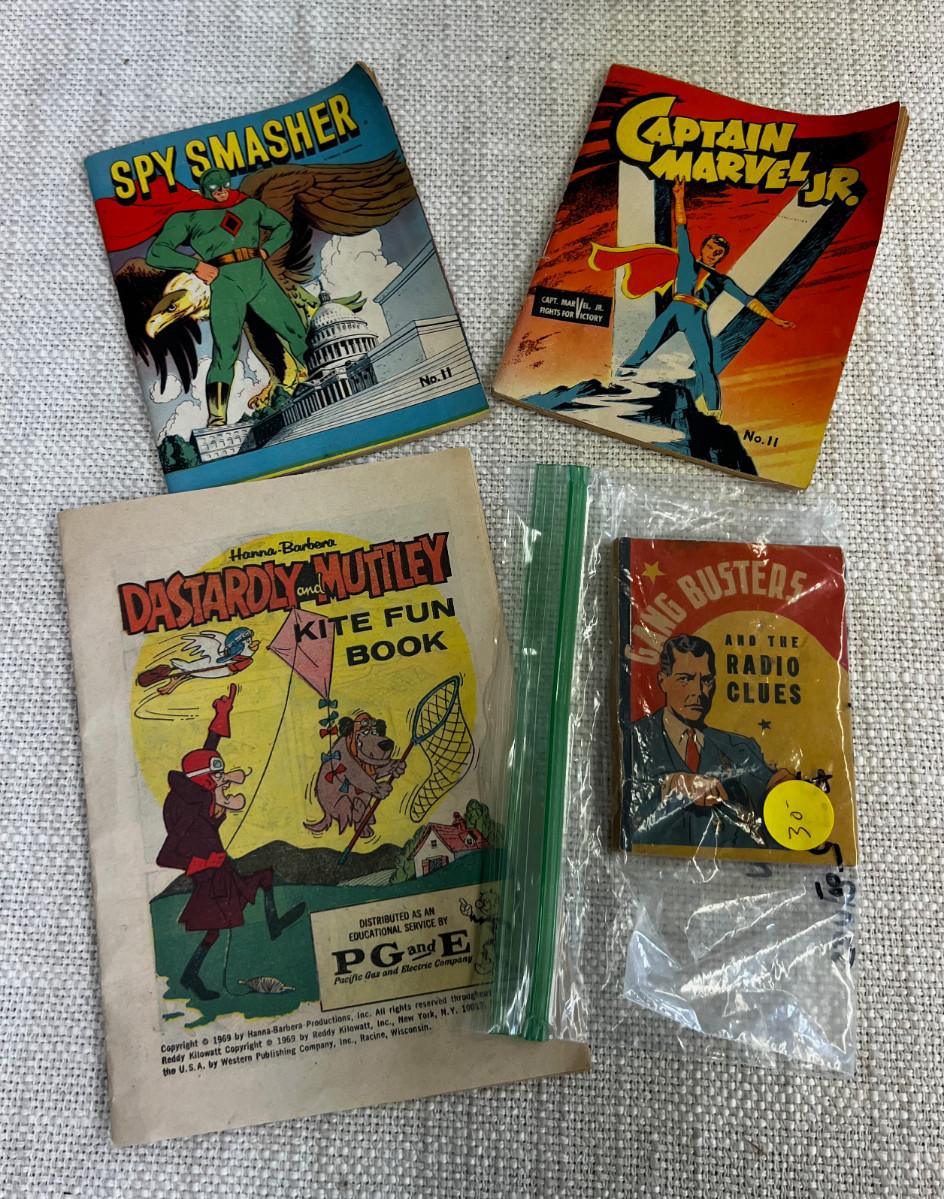 SPY SMASHER
No. 11
CAPTAIN
MARVEL JR.
CAPT. MARVEL, JR.
FIGHTS FOR VICTORY
No. 11
Hanna-Barbera
DASTARDLY and MUTTLEY
KITE FUN
BOOK
DISTRIBUTED AS AN
EDUCATIONAL SERVICE BY
PG and E
Pacific Gas and Electric Company
Copyright © 1969 by Hanna-Barbera Productions, Inc. All rights reserved
Reddy Kilowatt Copyright © 1969 by Reddy Kilowatt, Inc., New York, N.Y.
the U.S.A. by Western Publishing Company, Inc., Racine, Wisconsin.
GANG BUSTERS
AND THE
RADIO
CLUES
30-